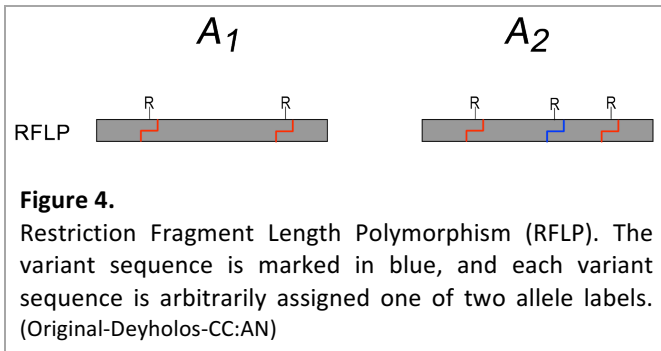 A1 A2
R R R R R
RFLP
Figure 4.
Restriction Fragment Length Polymorphism (RFLP). The
variant sequence is marked in blue, and each variant
sequence is arbitrarily assigned one of two allele labels.
(Original-Deyholos-CC:AN)